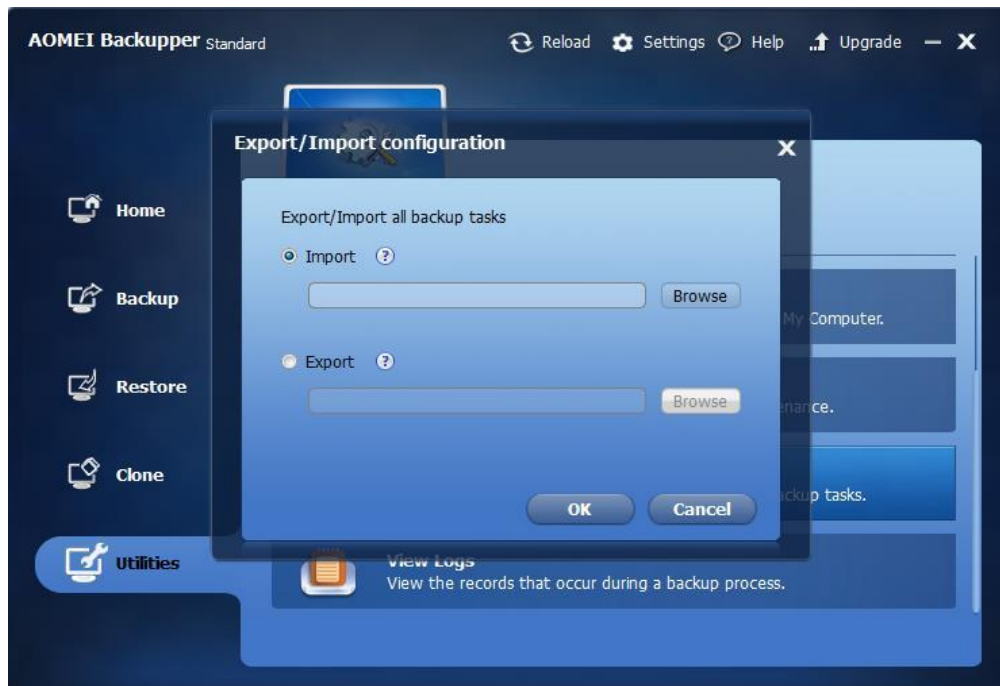 AOMEI Backupper Standard
Reload Settings Help Upgrade
Export/Import configuration
Home
Backup
Restore
Clone
Utilities
Export/Import all backup tasks
Import ?
Browse
Export ?
Browse
OK Cancel
My Computer.
backup tasks.
View Logs
View the records that occur during a backup process.